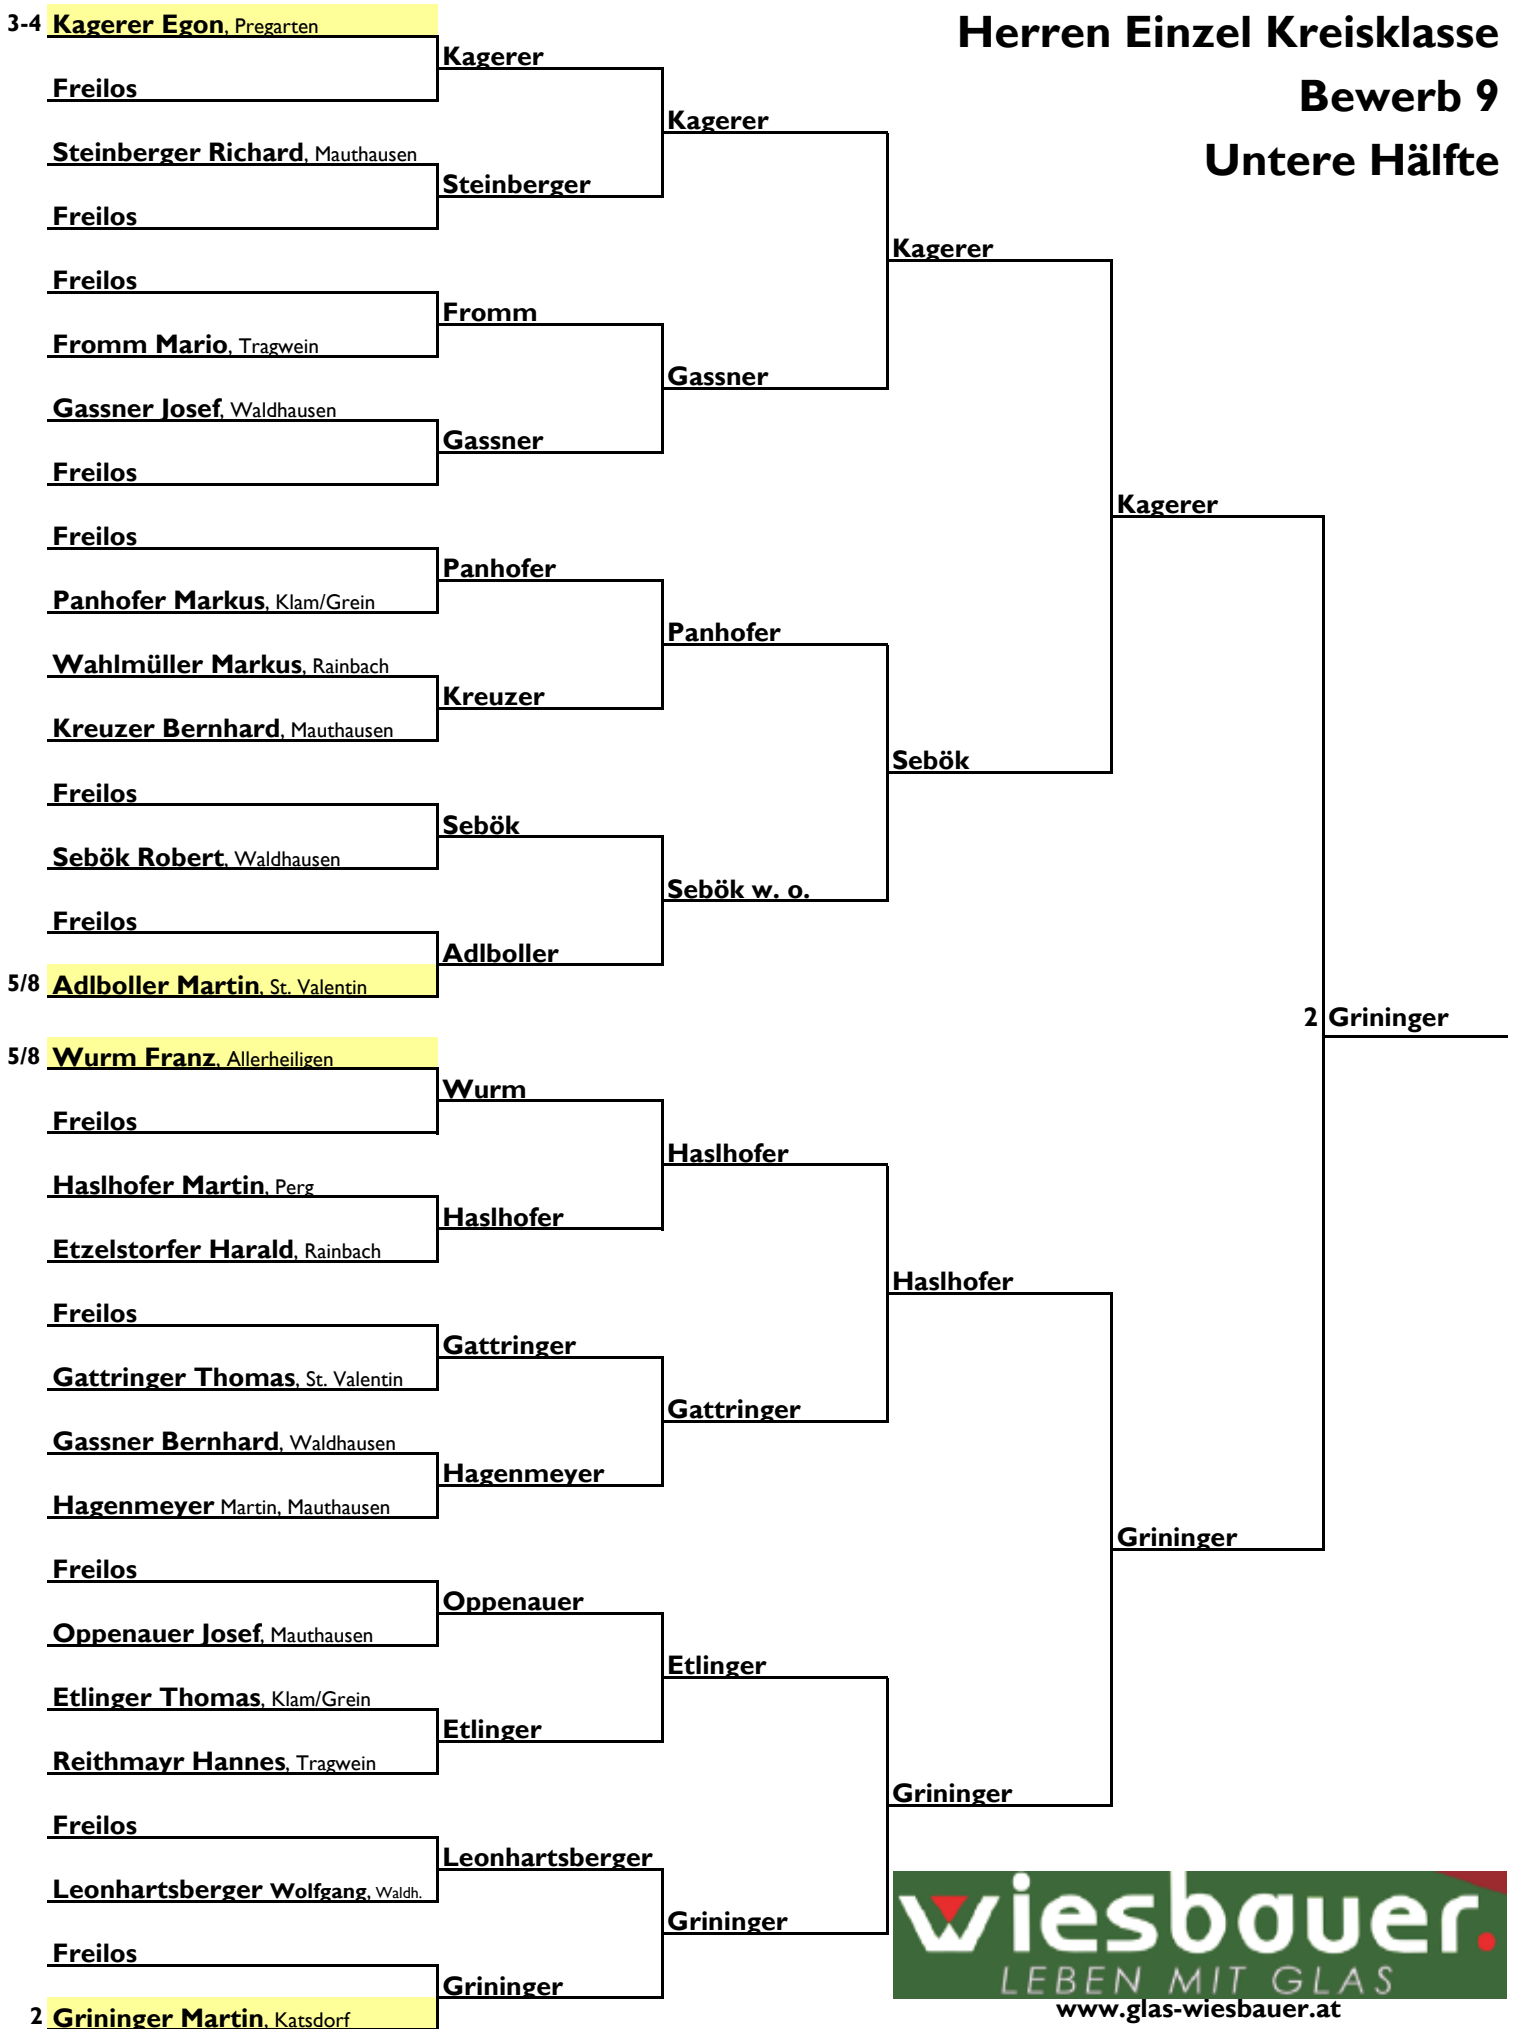 Herren Einzel Kreisklasse
Bewerb 9
Untere Hälfte
3-4 Kagerer Egon, Pregarten
Kagerer
Freilos
Kagerer
Steinberger Richard, Mauthausen
Steinberger
Freilos
Kagerer
Freilos
Fromm
Fromm Mario, Tragwein
Gassner
Gassner Josef, Waldhausen
Gassner
Freilos
Kagerer
Freilos
Panhofer
Panhofer Markus, Klam/Grein
Panhofer
Wahlmüller Markus, Rainbach
Kreuzer
Kreuzer Bernhard, Mauthausen
Sebök
Freilos
Sebök
Sebök Robert, Waldhausen
Sebök w. o.
Freilos
Adlboller
5/8 Adlboller Martin, St. Valentin
2 Grininger
5/8 Wurm Franz, Allerheiligen
Wurm
Freilos
Haslhofer
Haslhofer Martin, Perg
Haslhofer
Etzelstorfer Harald, Rainbach
Haslhofer
Freilos
Gattringer
Gattringer Thomas, St. Valentin
Gattringer
Gassner Bernhard, Waldhausen
Hagenmeyer
Hagenmeyer Martin, Mauthausen
Grininger
Freilos
Oppenauer
Oppenauer Josef, Mauthausen
Etlinger
Etlinger Thomas, Klam/Grein
Etlinger
Reithmayr Hannes, Tragwein
Grininger
Freilos
Leonhartsberger
Leonhartsberger Wolfgang, Waldh.
Grininger
Freilos
Grininger
2 Grininger Martin, Katsdorf
wiesbauer.
LEBEN MIT GLAS
www.glas-wiesbauer.at